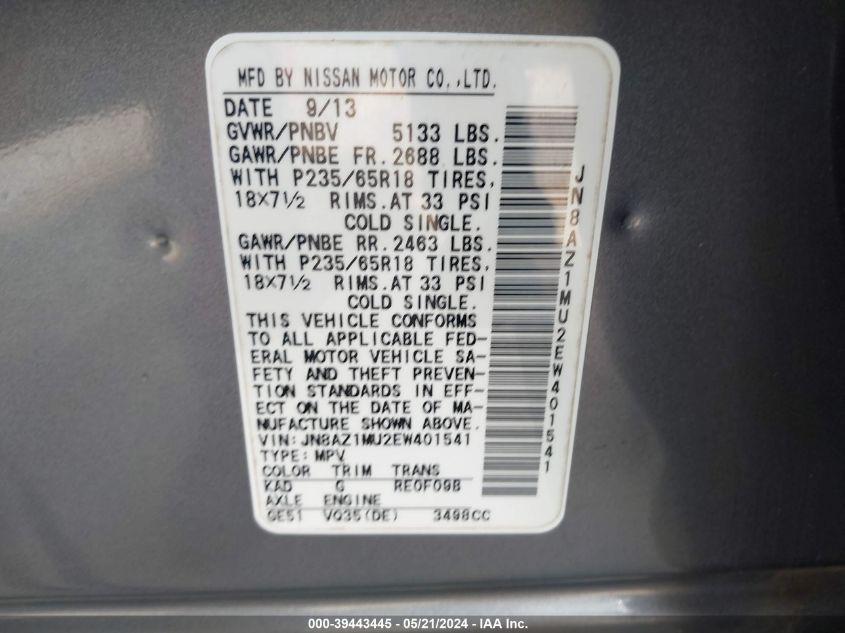 MFD BY NISSAN MOTOR CO.,LTD.
DATE 9/13
GVWR/PNBV 5133 LBS.
GAWR/PNBE FR. 2688 LBS.
WITH P235/65R18 TIRES,
18X7½ RIMS.AT 33 PSI
COLD SINGLE.
GAWR/PNBE RR. 2463 LBS.
WITH P235/65R18 TIRES,
18X7½ RIMS.AT 33 PSI
COLD SINGLE.
THIS VEHICLE CONFORMS
TO ALL APPLICABLE FED-
ERAL MOTOR VEHICLE SA-
FETY AND THEFT PREVEN-
TION STANDARDS IN EFF-
ECT ON THE DATE OF MA-
NUFACTURE SHOWN ABOVE.
VIN: JN8AZ1MU2EW401541
TYPE: MPV
COLOR TRIM TRANS
KAD G RE0F09B
AXLE ENGINE
GE51 VQ35(DE) 3498CC
JN8AZ1MU2EW401541
000-39443445 - 05/21/2024 - IAA Inc.